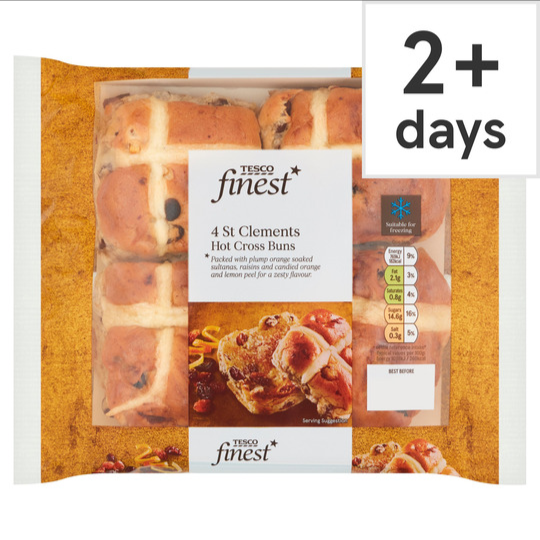 2+
days
TESCO
finest*
4 St Clements
Hot Cross Buns
*Packed with plump orange soaked
sultanas, raisins and candied orange
and lemon peel for a zesty flavour.
Suitable for
freezing
Energy
9%
Fat
2.1g
3%
Saturates
0.8g
4%
Sugars
14.6g
16%
Salt
0.3g
5%
BEST BEFORE
Serving Suggestion
TESCO
finest*